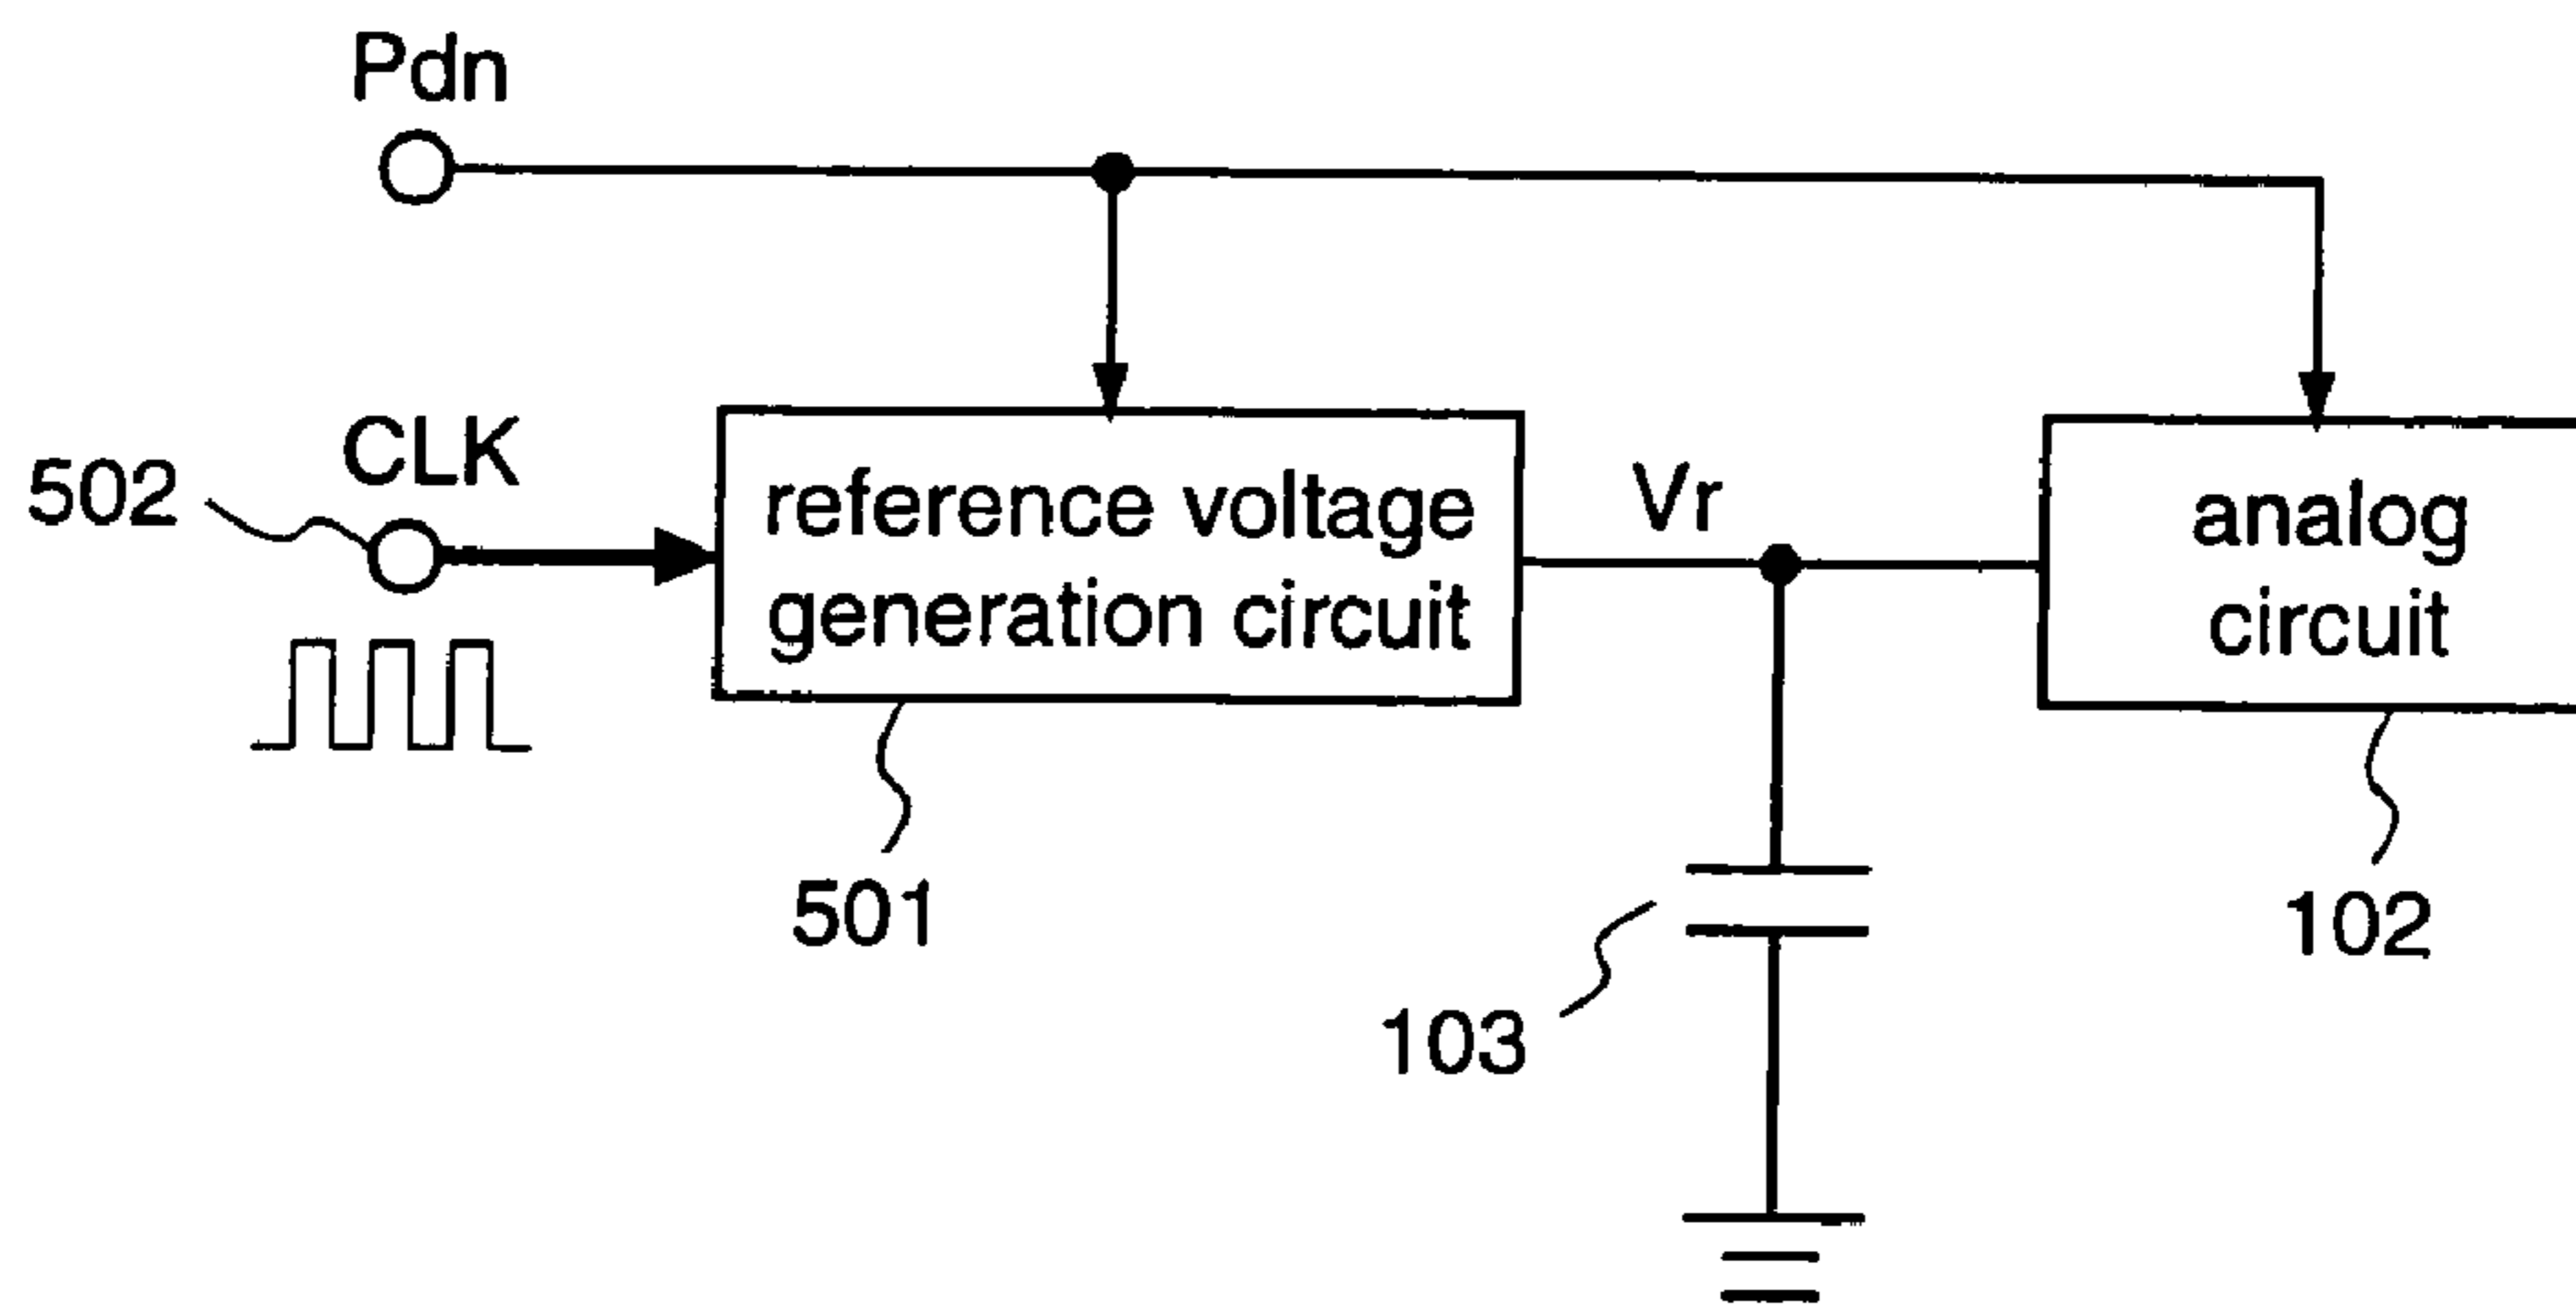 Pdn
CLK
502
reference voltage
generation circuit
Vr
analog
circuit
501
102
103